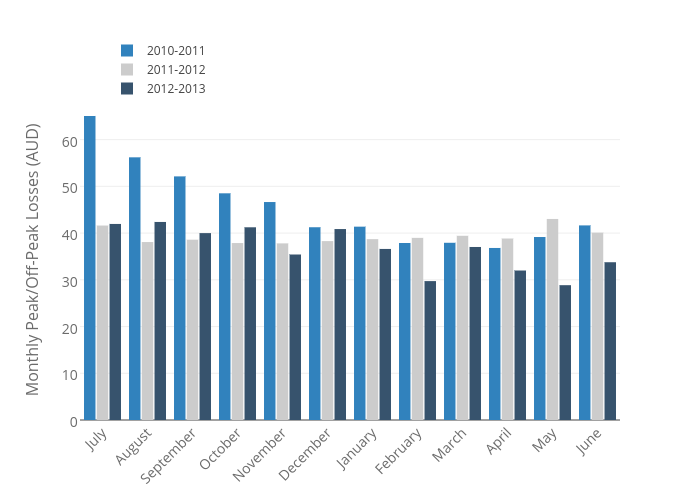 2010-2011
2011-2012
2012-2013
Monthly Peak/Off-Peak Losses (AUD)
60
50
40
30
20
10
0
July
August
September
October
November
December
January
February
March
April
May
June